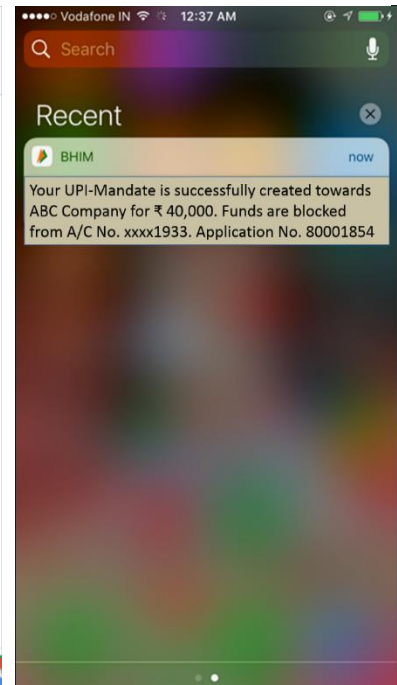 Vodafone IN 12:37 AM
Search
Recent
BHIM now
Your UPI-Mandate is successfully created towards
ABC Company for ₹ 40,000. Funds are blocked
from A/C No. xxxx1933. Application No. 80001854